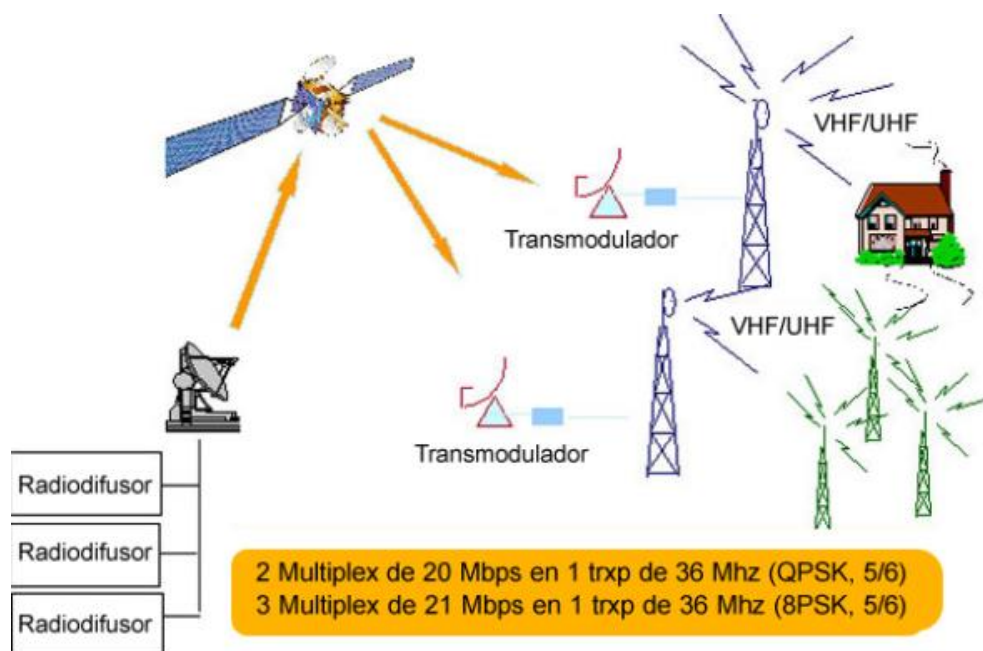 VHF/UHF
Transmodulador
VHF/UHF
Transmodulador
Radiodifusor
Radiodifusor
Radiodifusor
2 Multiplex de 20 Mbps en 1 trxp de 36 Mhz (QPSK, 5/6)
3 Multiplex de 21 Mbps en 1 trxp de 36 Mhz (8PSK, 5/6)